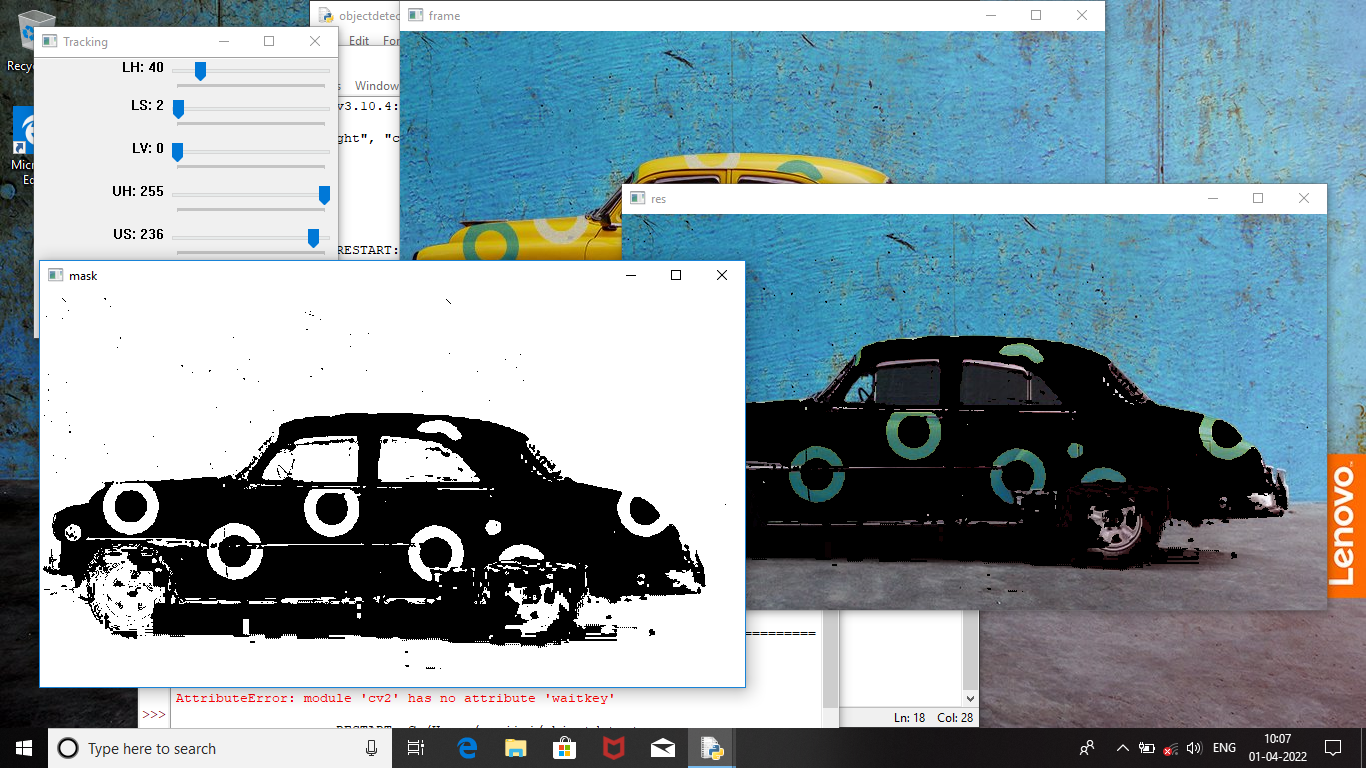 Recyc
Micr
Ed
objectdetec
Edit For
s Windov
v3.10.4:
ght", "c
RESTART:
Tracking
LH: 40
LS: 2
LV: 0
UH: 255
US: 236
frame
res
mask
Lenovo
==========
AttributeError: module 'cv2' has no attribute 'waitkey'
>>>
Ln: 18 Col: 28
Type here to search
ENG
10:07
01-04-2022